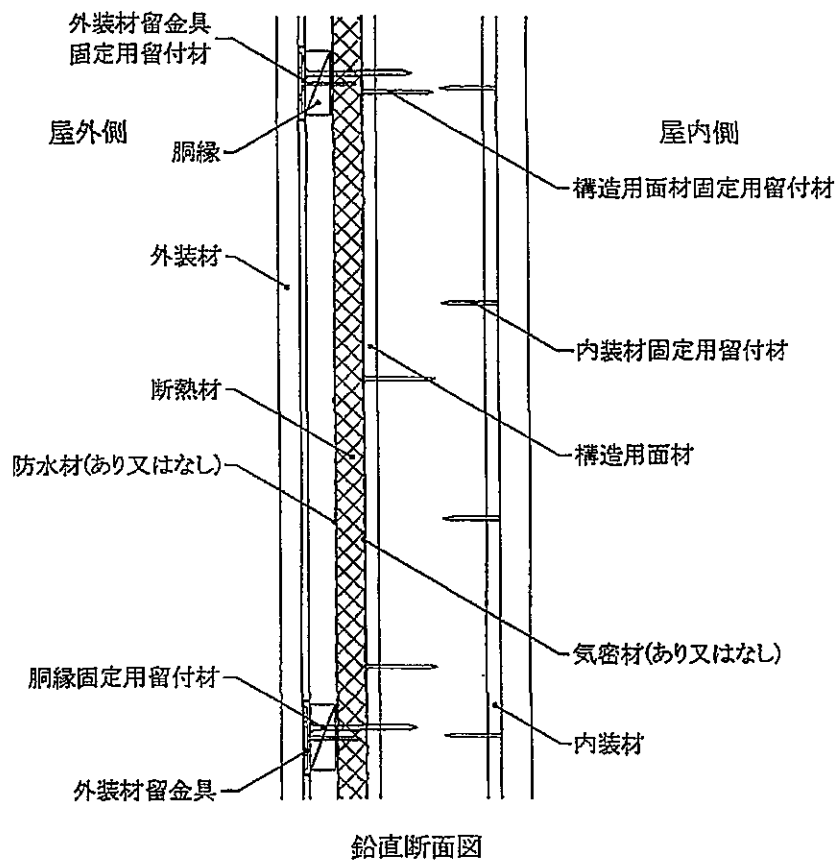 外装材留金具
固定用留付材
屋外側
屋内側
胴縁
構造用面材固定用留付材
外装材
内装材固定用留付材
断熱材
構造用面材
防水材(あり又はなし)
気密材(あり又はなし)
胴縁固定用留付材
内装材
外装材留金具
鉛直断面図